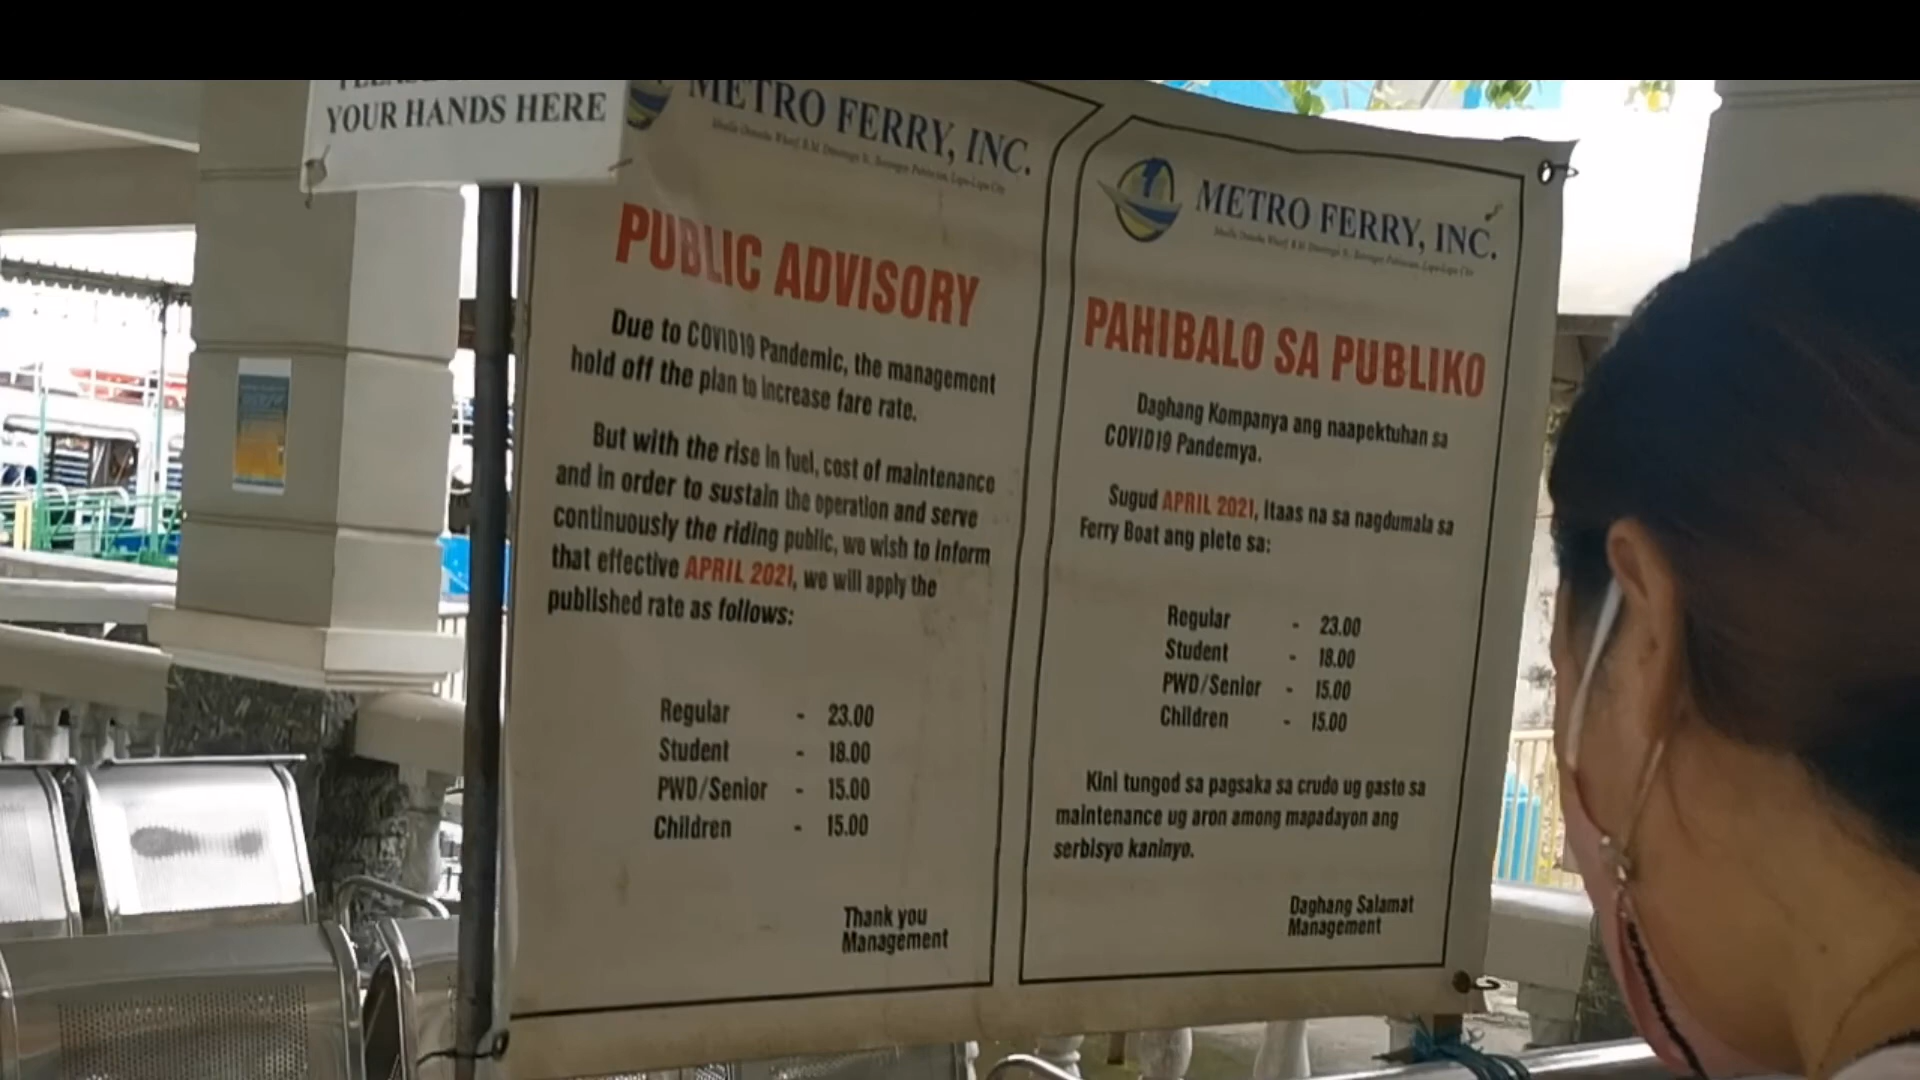 YOUR HANDS HERE
METRO FERRY, INC.
PUBLIC ADVISORY
Due to COVID19 Pandemic, the management
hold off the plan to increase fare rate.
But with the rise in fuel, cost of maintenance
and in order to sustain the operation and serve
continuously the riding public, we wish to inform
that effective APRIL 2021, we will apply the
published rate as follows:
Regular - 23.00
Student - 18.00
PWD/Senior - 15.00
Children - 15.00
Thank you
Management
METRO FERRY, INC.
PAHIBALO SA PUBLIKO
Daghang Kompanya ang naapektuhan sa
COVID19 Pandemya.
Sugud APRIL 2021, itaas na sa nagdumala sa
Ferry Boat ang plete sa:
Regular - 23.00
Student - 18.00
PWD/Senior - 15.00
Children - 15.00
Kini tungod sa pagsaka sa crudo ug gasto sa
maintenance ug aron among mapadayon ang
serbisyo kaninyo.
Daghang Salamat
Management